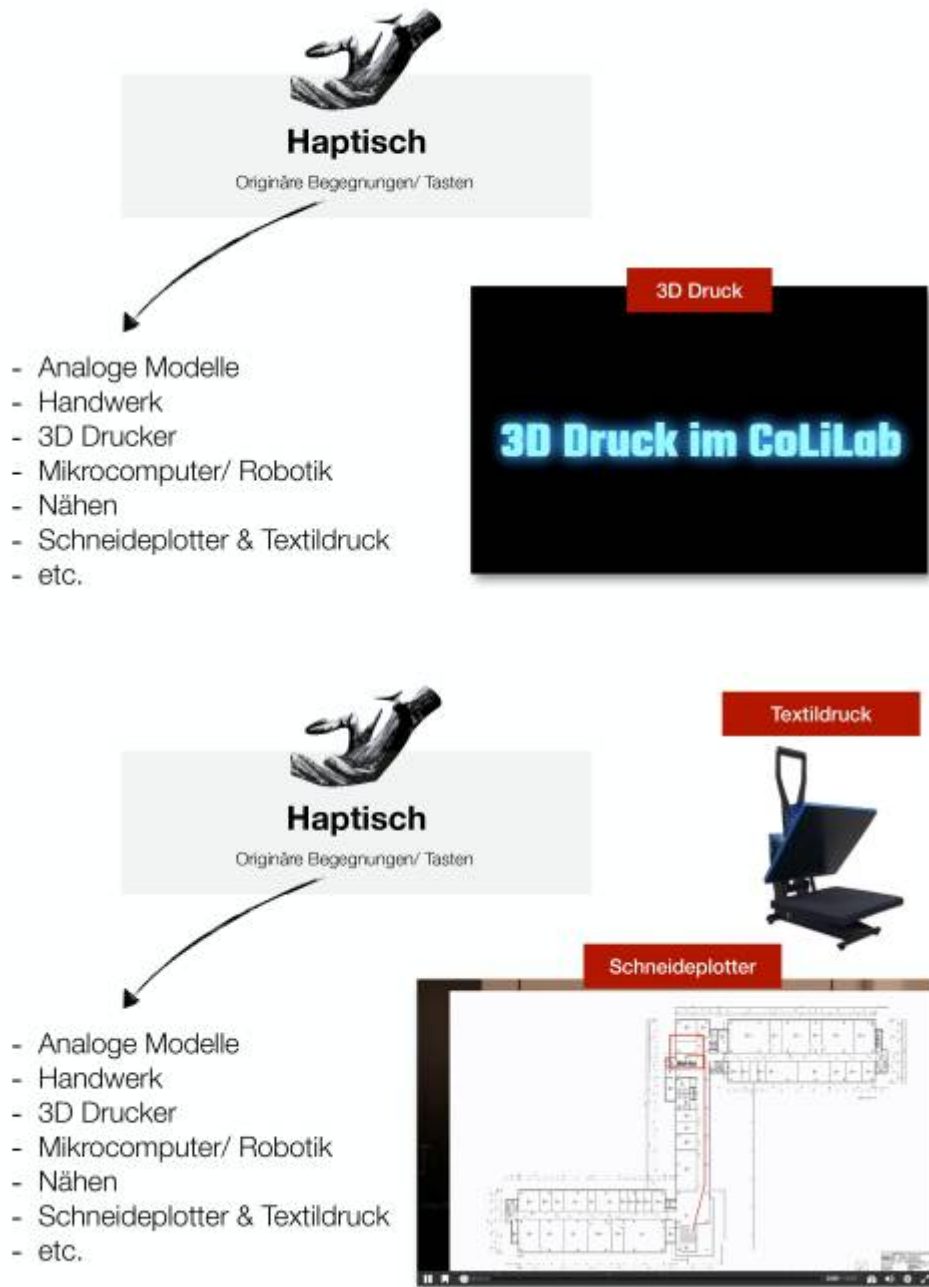 Haptisch
Originäre Begegnungen/ Tasten
3D Druck
- Analoge Modelle
- Handwerk
- 3D Drucker
- Mikrocomputer/ Robotik
- Nähen
- Schneideplotter & Textildruck
- etc.
3D Druck im CoLiLab
Textildruck
Haptisch
Originäre Begegnungen/ Tasten
Schneideplotter
- Analoge Modelle
- Handwerk
- 3D Drucker
- Mikrocomputer/ Robotik
- Nähen
- Schneideplotter & Textildruck
- etc.